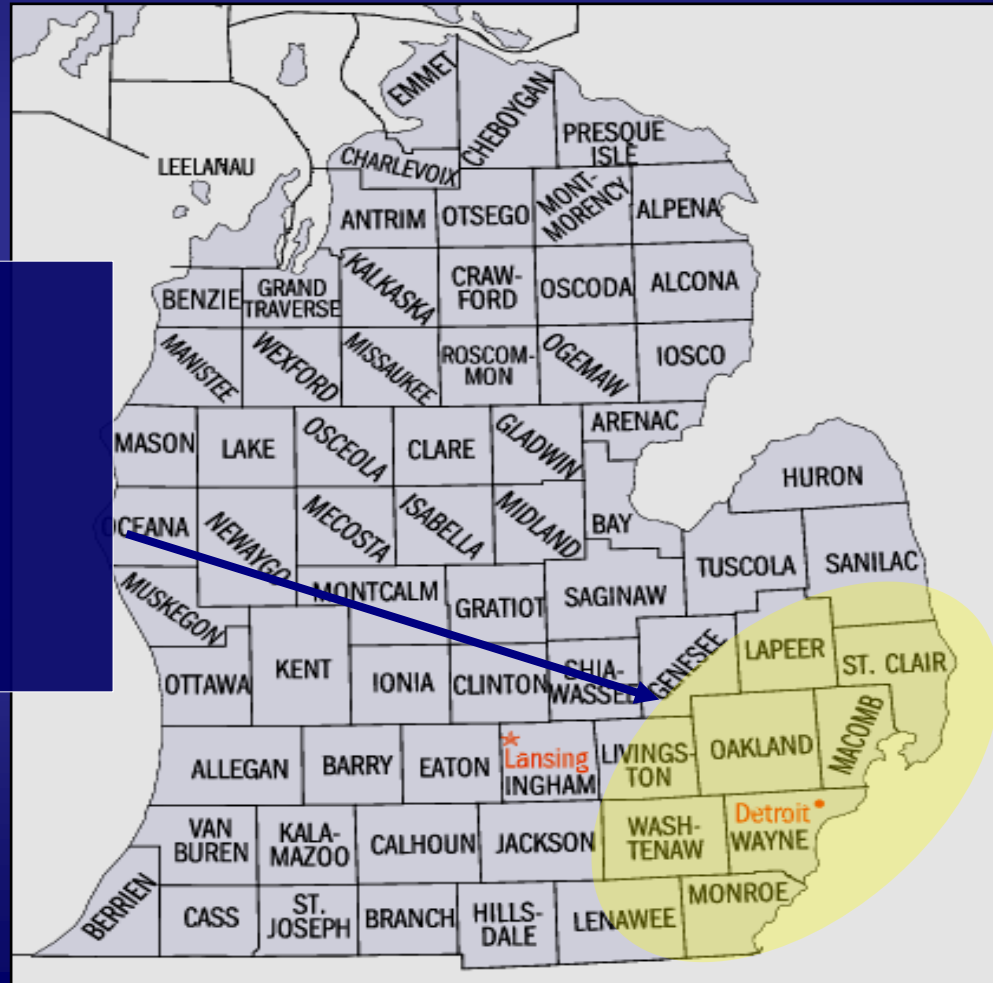 EMMET
CHEBOYGAN
PRESQUE
ISLE
LEELANAU
CHARLEVOIX
ANTRIM
OTSEGO
MONT-
MORENCY
ALPENA
BENZIE
GRAND
TRAVERSE
KALKASKA
CRAW-
FORD
OSCODA
ALCONA
MANISTEE
WEXFORD
MISSAUKEE
ROSCOM-
MON
OGEMAW
IOSCO
MASON
LAKE
OSCEOLA
CLARE
GLADWIN
ARENAC
HURON
OCEANA
NEWAYGO
MECOSTA
ISABELLA
MIDLAND
BAY
TUSCOLA
SANILAC
MUSKEGON
MONTCALM
GRATIOT
SAGINAW
OTTAWA
KENT
IONIA
CLINTON
SHIA-
WASSEE
GENESEE
LAPEER
ST. CLAIR
ALLEGAN
BARRY
EATON
Lansing
INGHAM
LIVINGS-
TON
OAKLAND
MACOMB
VAN
BUREN
KALA-
MAZOO
CALHOUN
JACKSON
WASH-
TENAW
Detroit
WAYNE
BERRIEN
CASS
ST.
JOSEPH
BRANCH
HILLS-
DALE
LENAWEE
MONROE